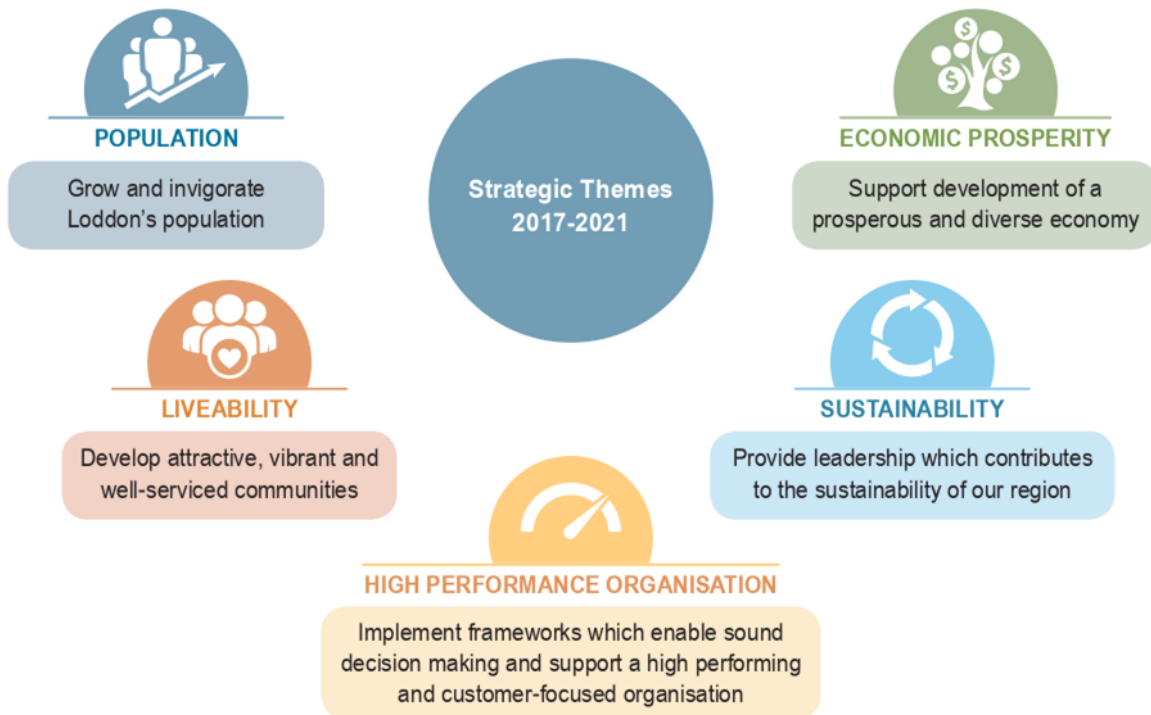 POPULATION
Grow and invigorate
Loddon's population
Strategic Themes
2017-2021
ECONOMIC PROSPERITY
Support development of a
prosperous and diverse economy
LIVEABILITY
Develop attractive, vibrant and
well-serviced communities
SUSTAINABILITY
Provide leadership which contributes
to the sustainability of our region
HIGH PERFORMANCE ORGANISATION
Implement frameworks which enable sound
decision making and support a high performing
and customer-focused organisation